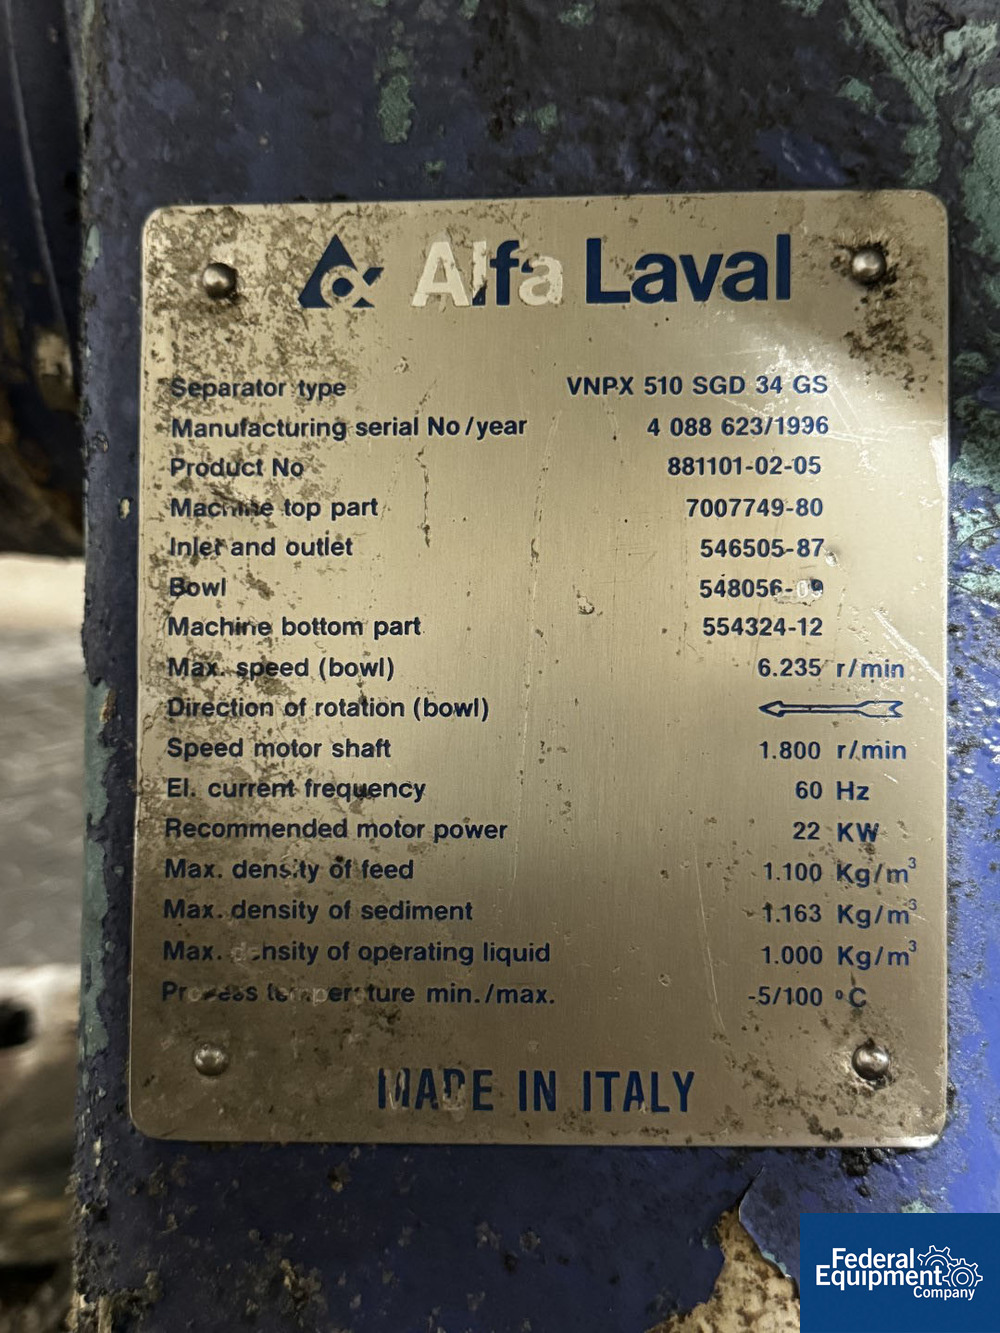 Alfa Laval
Separator type VNPX 510 SGD 34 GS
Manufacturing serial No/year 4 088 623/1996
Product No 881101-02-05
Machine top part 7007749-80
Inlet and outlet 546505-87
Bowl 548056-09
Machine bottom part 554324-12
Max. speed (bowl) 6.235 r/min
Direction of rotation (bowl)
Speed motor shaft 1.800 r/min
El. current frequency 60 Hz
Recommended motor power 22 KW
Max. density of feed 1.100 Kg/m³
Max. density of sediment 1.163 Kg/m³
Max. density of operating liquid 1.000 Kg/m³
Process temperature min./max. -5/100 °C
MADE IN ITALY
Federal
Equipment
Company